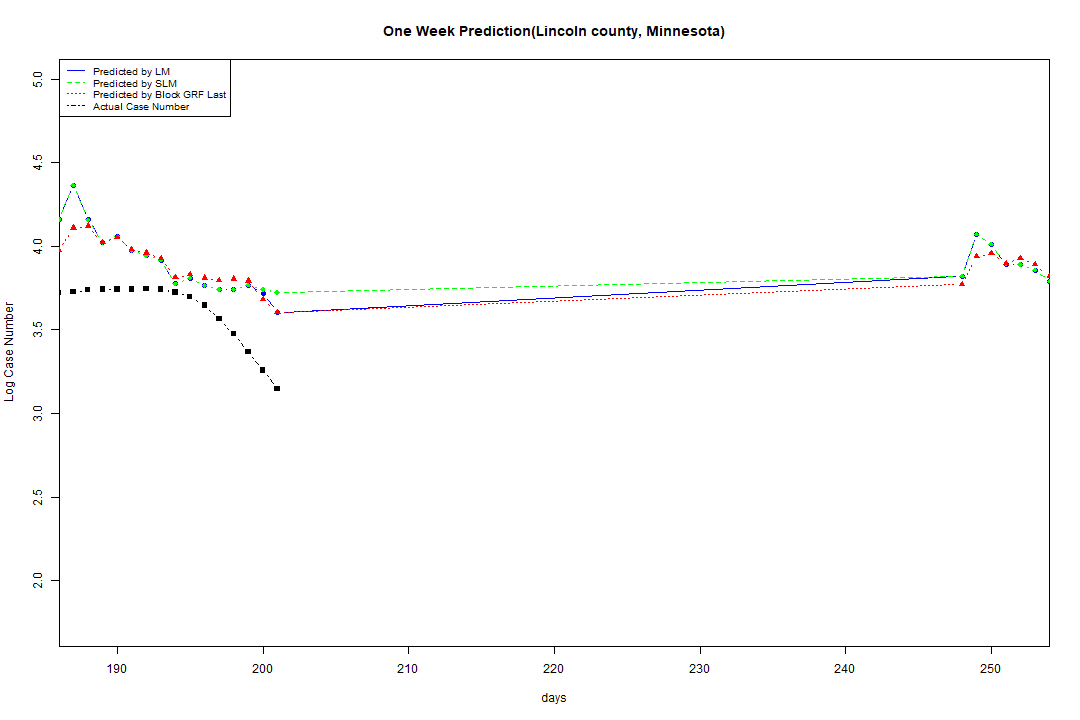 One Week Prediction(Lincoln county, Minnesota)
Predicted by LM
Predicted by SLM
Predicted by Block GRF Last
Actual Case Number
5.0
4.5
4.0
3.5
3.0
2.5
2.0
Log Case Number
190 200 210 220 230 240 250
days